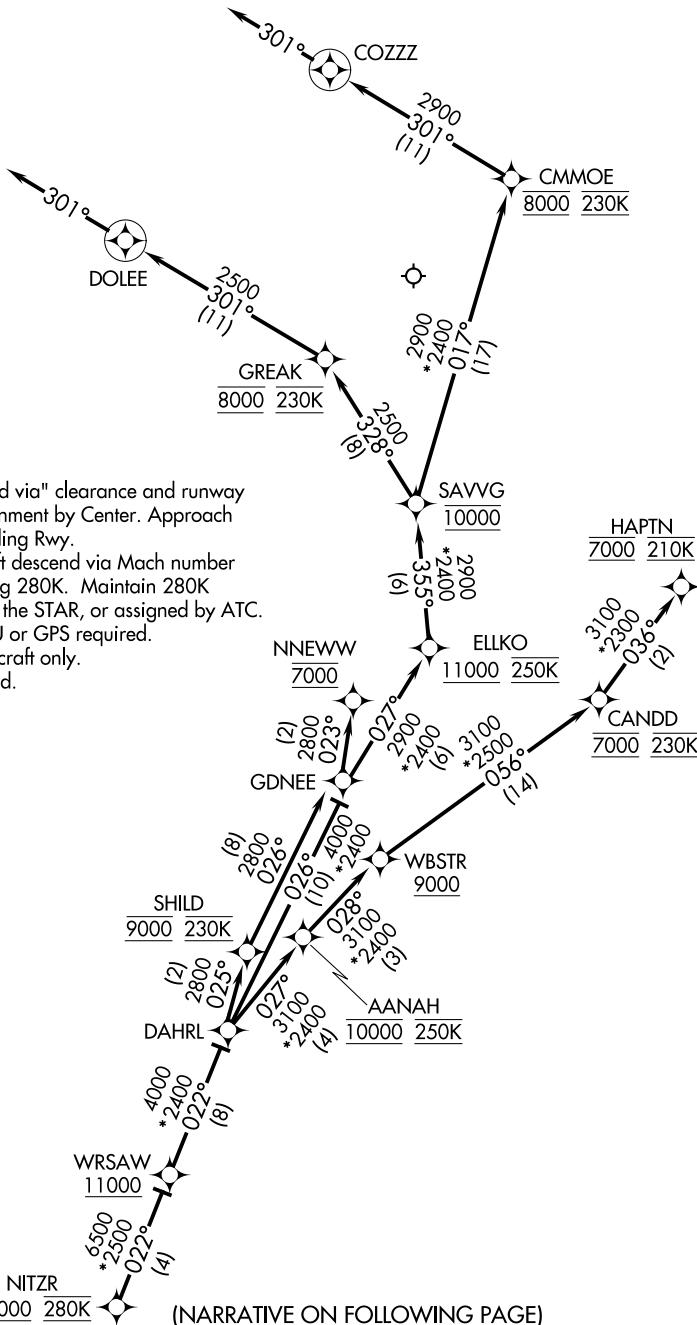 301°
COZZZ
2900
301°
(11)
CMMOE
8000 230K
301°
DOLEE
2500
301°
(11)
2900
*2400
017°
(17)
GREAK
8000 230K
2500
328°
(8)
SAVVG
10000
HAPTN
7000 210K
via" clearance and runway
by Center. Approach
Rwy.
descend via Mach number
280K. Maintain 280K
the STAR, or assigned by ATC.
or GPS required.
only.
2900
*2400
355°
(6)
3100
*2300
036°
(2)
NNEWW
7000
ELLKO
11000 250K
(2)
2800
023°
027°
2900
*2400
(6)
CANDD
7000 230K
3100
*2500
056°
(14)
GDNEE
(8)
2800
026°
4000
*2400
026°
(10)
WBSTR
9000
SHILD
9000 230K
028°
3100
*2400
(3)
(2)
2800
025°
AANAH
10000 250K
027°
3100
*2400
(4)
DAHRL
4000
*2400
022°
(8)
WRSAW
11000
6500
*2500
022°
(4)
NITZR
280K
(NARRATIVE ON FOLLOWING PAGE)